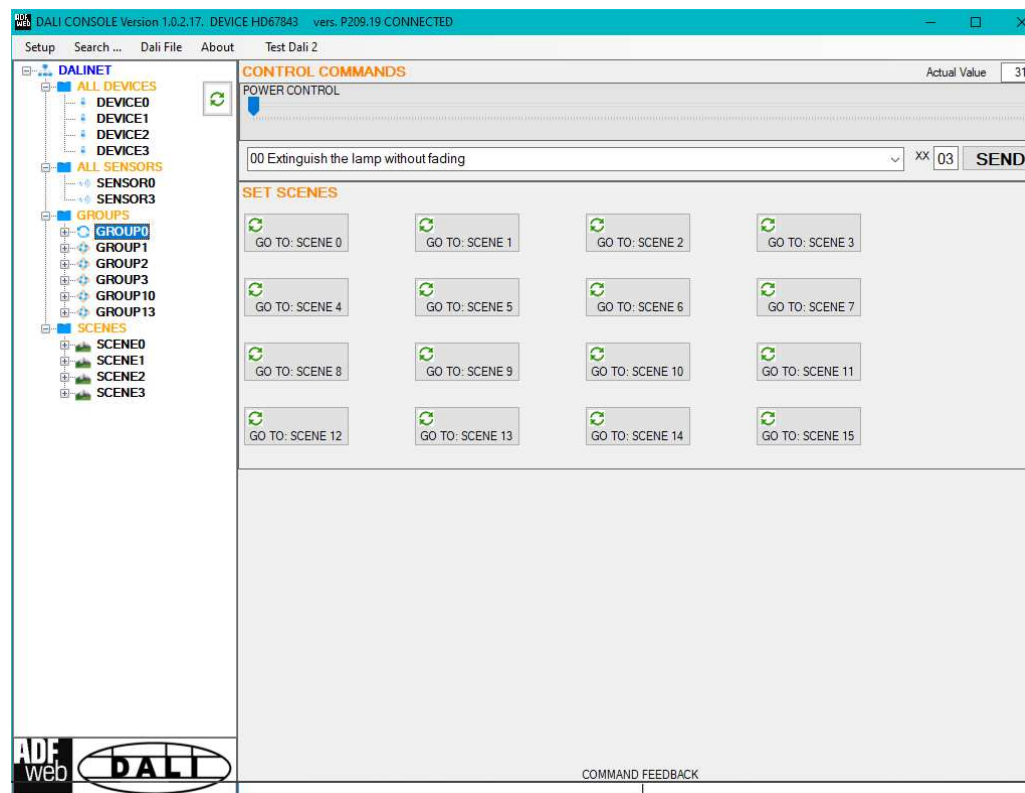 DALI CONSOLE Version 1.0.2.17. DEVICE HD67843 vers. P209.19 CONNECTED
Setup Search ... Dali File About Test Dali 2
DALINET
ALL DEVICES
DEVICE0
DEVICE1
DEVICE2
DEVICE3
ALL SENSORS
SENSOR0
SENSOR3
GROUPS
GROUP0
GROUP1
GROUP2
GROUP3
GROUP10
GROUP13
SCENES
SCENE0
SCENE1
SCENE2
SCENE3
CONTROL COMMANDS
Actual Value 31
POWER CONTROL
00 Extinguish the lamp without fading
XX 03 SEND
SET SCENES
GO TO: SCENE 0
GO TO: SCENE 1
GO TO: SCENE 2
GO TO: SCENE 3
GO TO: SCENE 4
GO TO: SCENE 5
GO TO: SCENE 6
GO TO: SCENE 7
GO TO: SCENE 8
GO TO: SCENE 9
GO TO: SCENE 10
GO TO: SCENE 11
GO TO: SCENE 12
GO TO: SCENE 13
GO TO: SCENE 14
GO TO: SCENE 15
ADF
web
DALI
COMMAND FEEDBACK